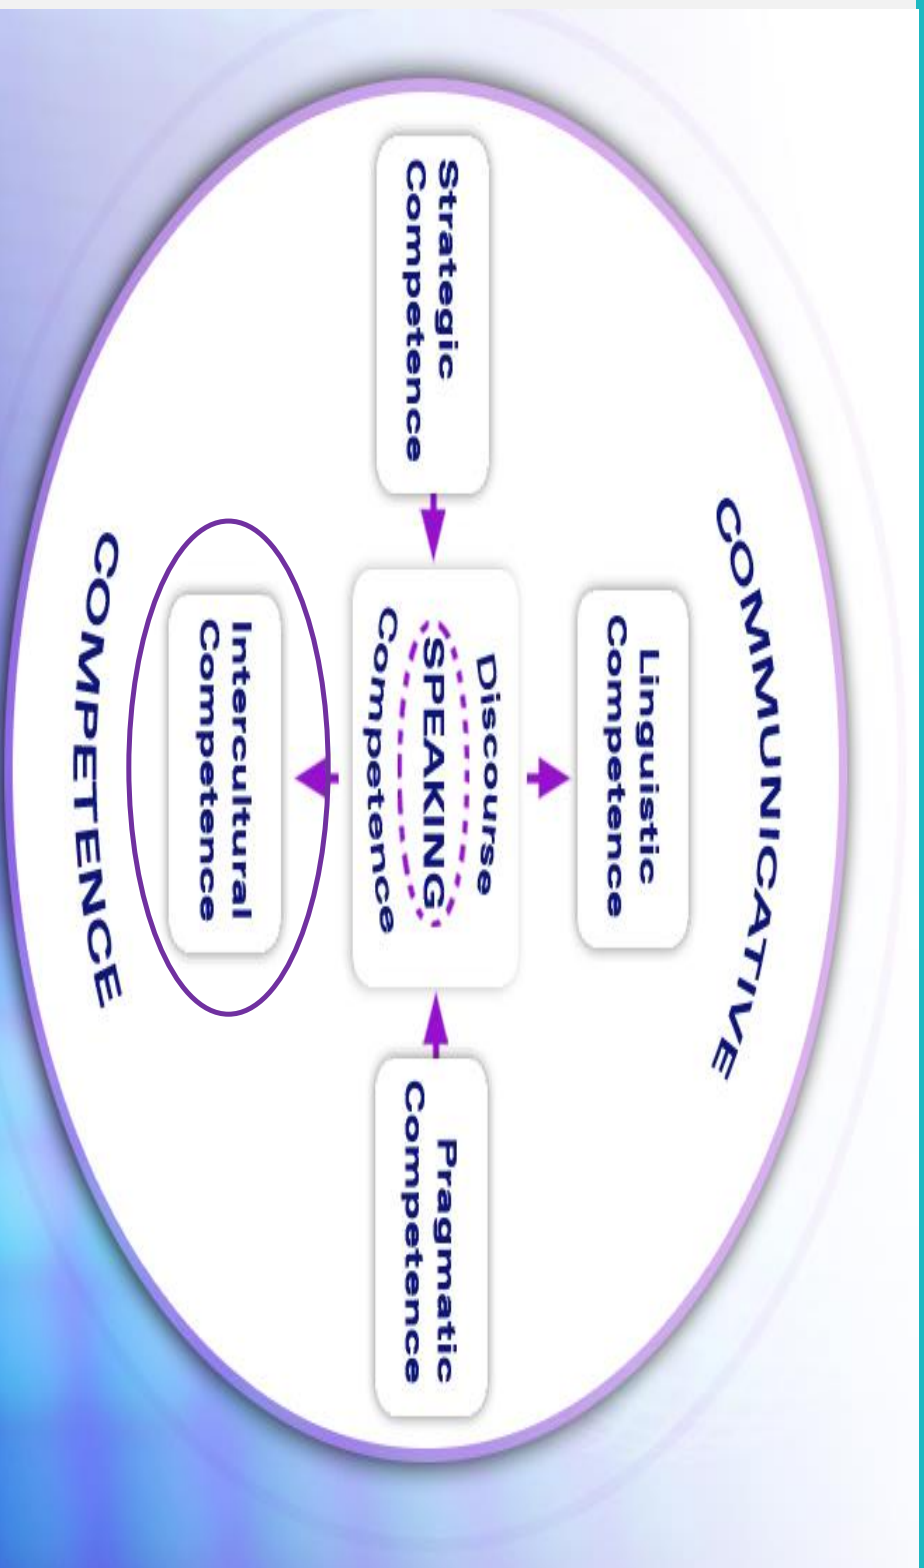 COMMUNICATIVE
Linguistic
Competence
Strategic
Competence
Discourse
SPEAKING
Competence
Pragmatic
Competence
Intercultural
Competence
COMPETENCE